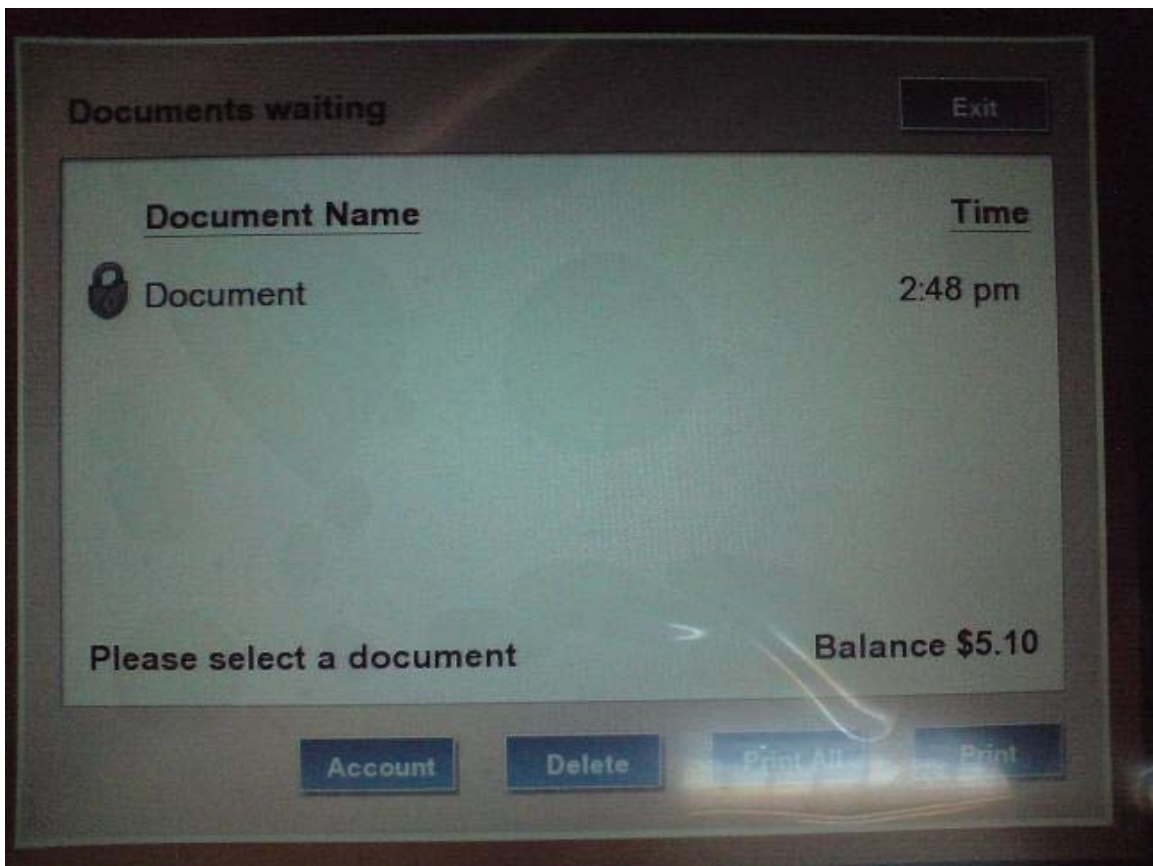 Documents waiting
Exit
Document Name
Time
Document
2:48 pm
Please select a document
Balance $5.10
Account
Delete
Print All
Print